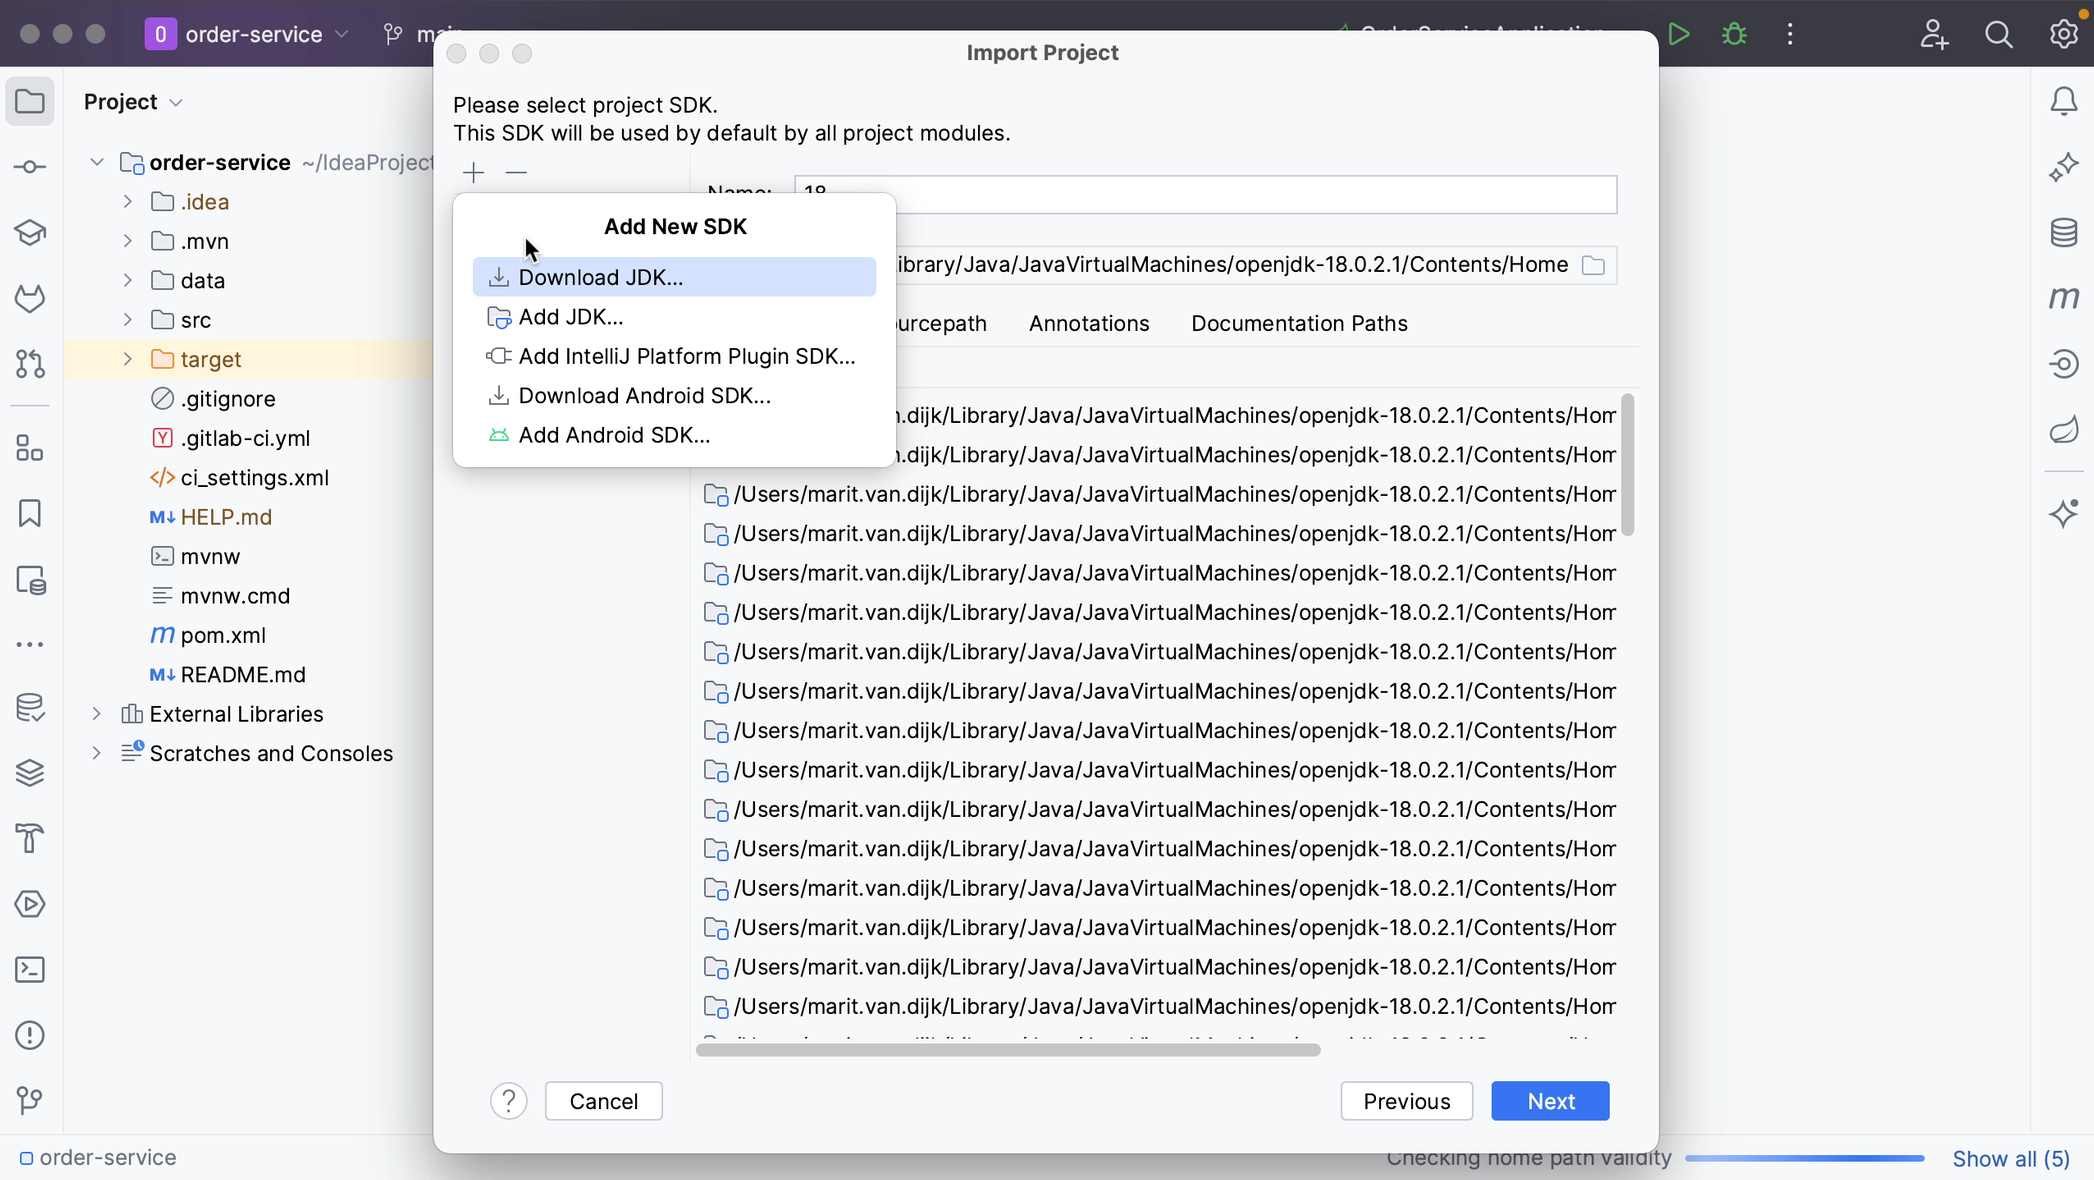 order-service
Import Project
Project
Please select project SDK.
This SDK will be used by default by all project modules.
order-service
.idea
.mvn
data
src
target
.gitignore
.gitlab-ci.yml
ci_settings.xml
HELP.md
mvnw
mvnw.cmd
pom.xml
README.md
External Libraries
Scratches and Consoles
Add New SDK
Download JDK...
Add JDK...
Add IntelliJ Platform Plugin SDK...
Download Android SDK...
Add Android SDK...
ibrary/Java/JavaVirtualMachines/openjdk-18.0.2.1/Contents/Home
urcepath Annotations Documentation Paths
n.dijk/Library/Java/JavaVirtualMachines/openjdk-18.0.2.1/Contents/Hom
n.dijk/Library/Java/JavaVirtualMachines/openjdk-18.0.2.1/Contents/Hom
/Users/marit.van.dijk/Library/Java/JavaVirtualMachines/openjdk-18.0.2.1/Contents/Hom
/Users/marit.van.dijk/Library/Java/JavaVirtualMachines/openjdk-18.0.2.1/Contents/Hom
/Users/marit.van.dijk/Library/Java/JavaVirtualMachines/openjdk-18.0.2.1/Contents/Hom
/Users/marit.van.dijk/Library/Java/JavaVirtualMachines/openjdk-18.0.2.1/Contents/Hom
/Users/marit.van.dijk/Library/Java/JavaVirtualMachines/openjdk-18.0.2.1/Contents/Hom
/Users/marit.van.dijk/Library/Java/JavaVirtualMachines/openjdk-18.0.2.1/Contents/Hom
/Users/marit.van.dijk/Library/Java/JavaVirtualMachines/openjdk-18.0.2.1/Contents/Hom
/Users/marit.van.dijk/Library/Java/JavaVirtualMachines/openjdk-18.0.2.1/Contents/Hom
/Users/marit.van.dijk/Library/Java/JavaVirtualMachines/openjdk-18.0.2.1/Contents/Hom
/Users/marit.van.dijk/Library/Java/JavaVirtualMachines/openjdk-18.0.2.1/Contents/Hom
/Users/marit.van.dijk/Library/Java/JavaVirtualMachines/openjdk-18.0.2.1/Contents/Hom
/Users/marit.van.dijk/Library/Java/JavaVirtualMachines/openjdk-18.0.2.1/Contents/Hom
/Users/marit.van.dijk/Library/Java/JavaVirtualMachines/openjdk-18.0.2.1/Contents/Hom
/Users/marit.van.dijk/Library/Java/JavaVirtualMachines/openjdk-18.0.2.1/Contents/Hom
? Cancel Previous Next
order-service
Checking home path validity Show all (5)